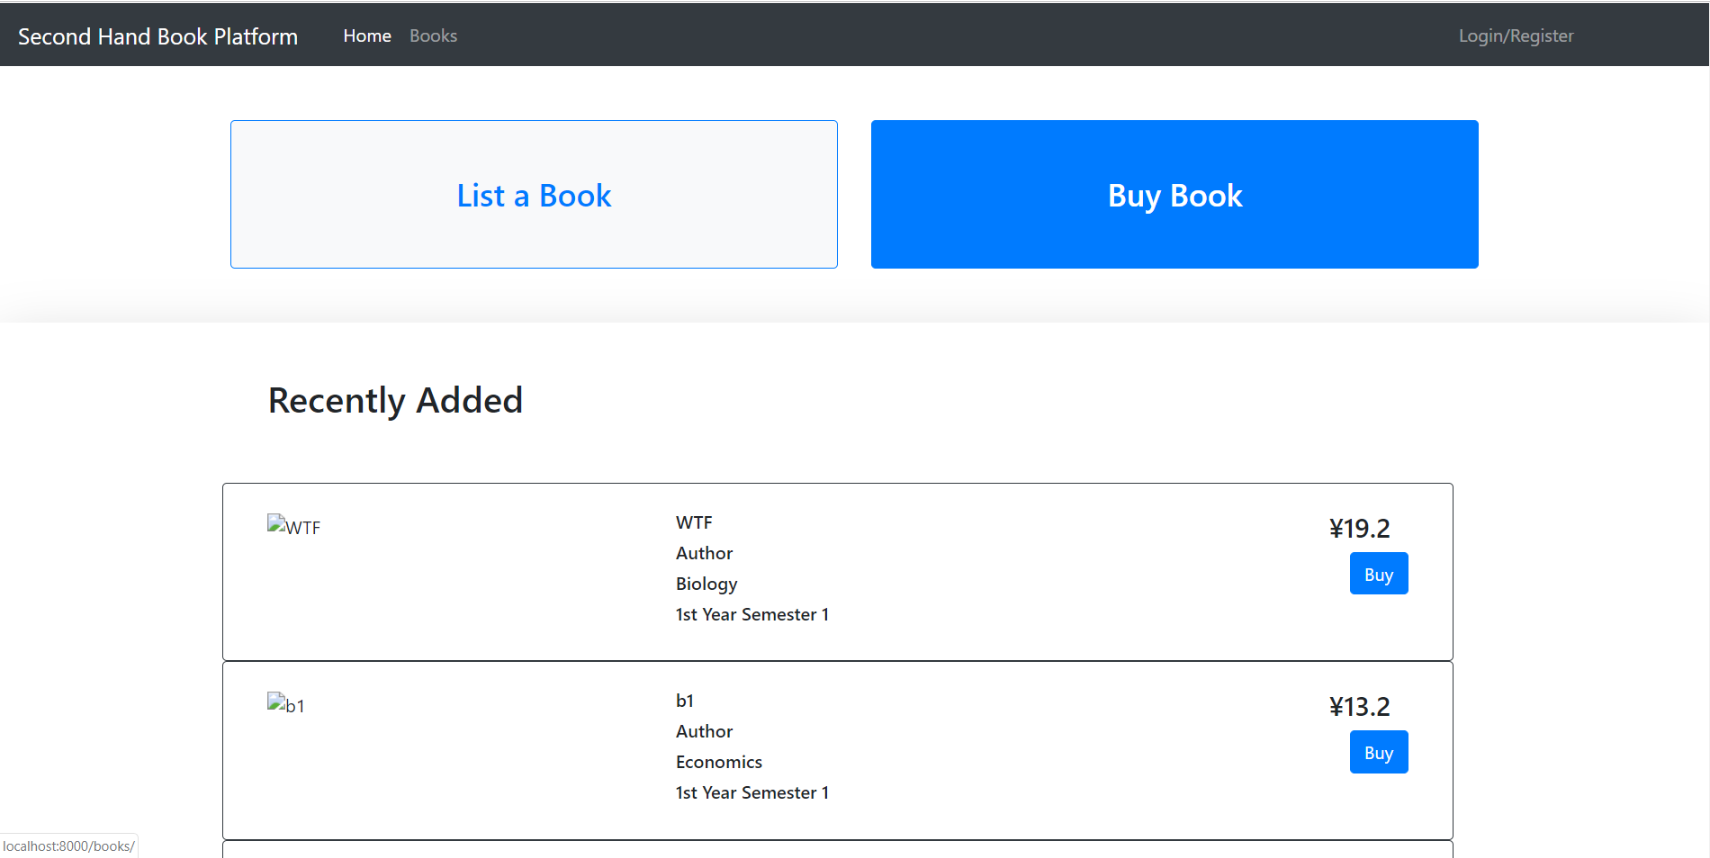 Second Hand Book Platform Home Books Login/Register
List a Book Buy Book
Recently Added
WTF
WTF
Author
Biology
1st Year Semester 1
¥19.2
Buy
b1
b1
Author
Economics
1st Year Semester 1
¥13.2
Buy
localhost:8000/books/